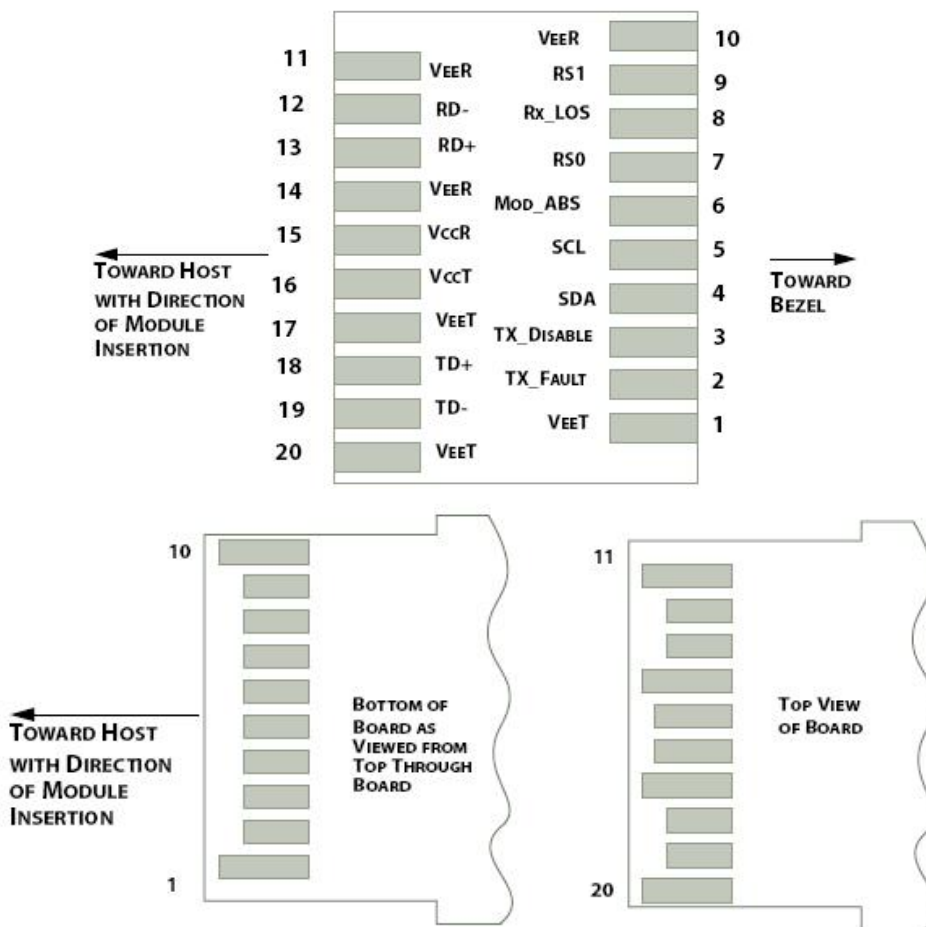 VEER 10
11 VEER
RS1 9
12 RD-
Rx_LOS 8
13 RD+
RS0 7
14 VEER
MOD_ABS 6
15 VCCR
SCL 5
16 VCCT
SDA 4
17 VEET
TX_DISABLE 3
18 TD+
TX_FAULT 2
19 TD-
VEET 1
20 VEET
TOWARD HOST
WITH DIRECTION
OF MODULE
INSERTION
TOWARD
BEZEL
10
1
BOTTOM OF
BOARD AS
VIEWED FROM
TOP THROUGH
BOARD
TOWARD HOST
WITH DIRECTION
OF MODULE
INSERTION
11
20
TOP VIEW
OF BOARD